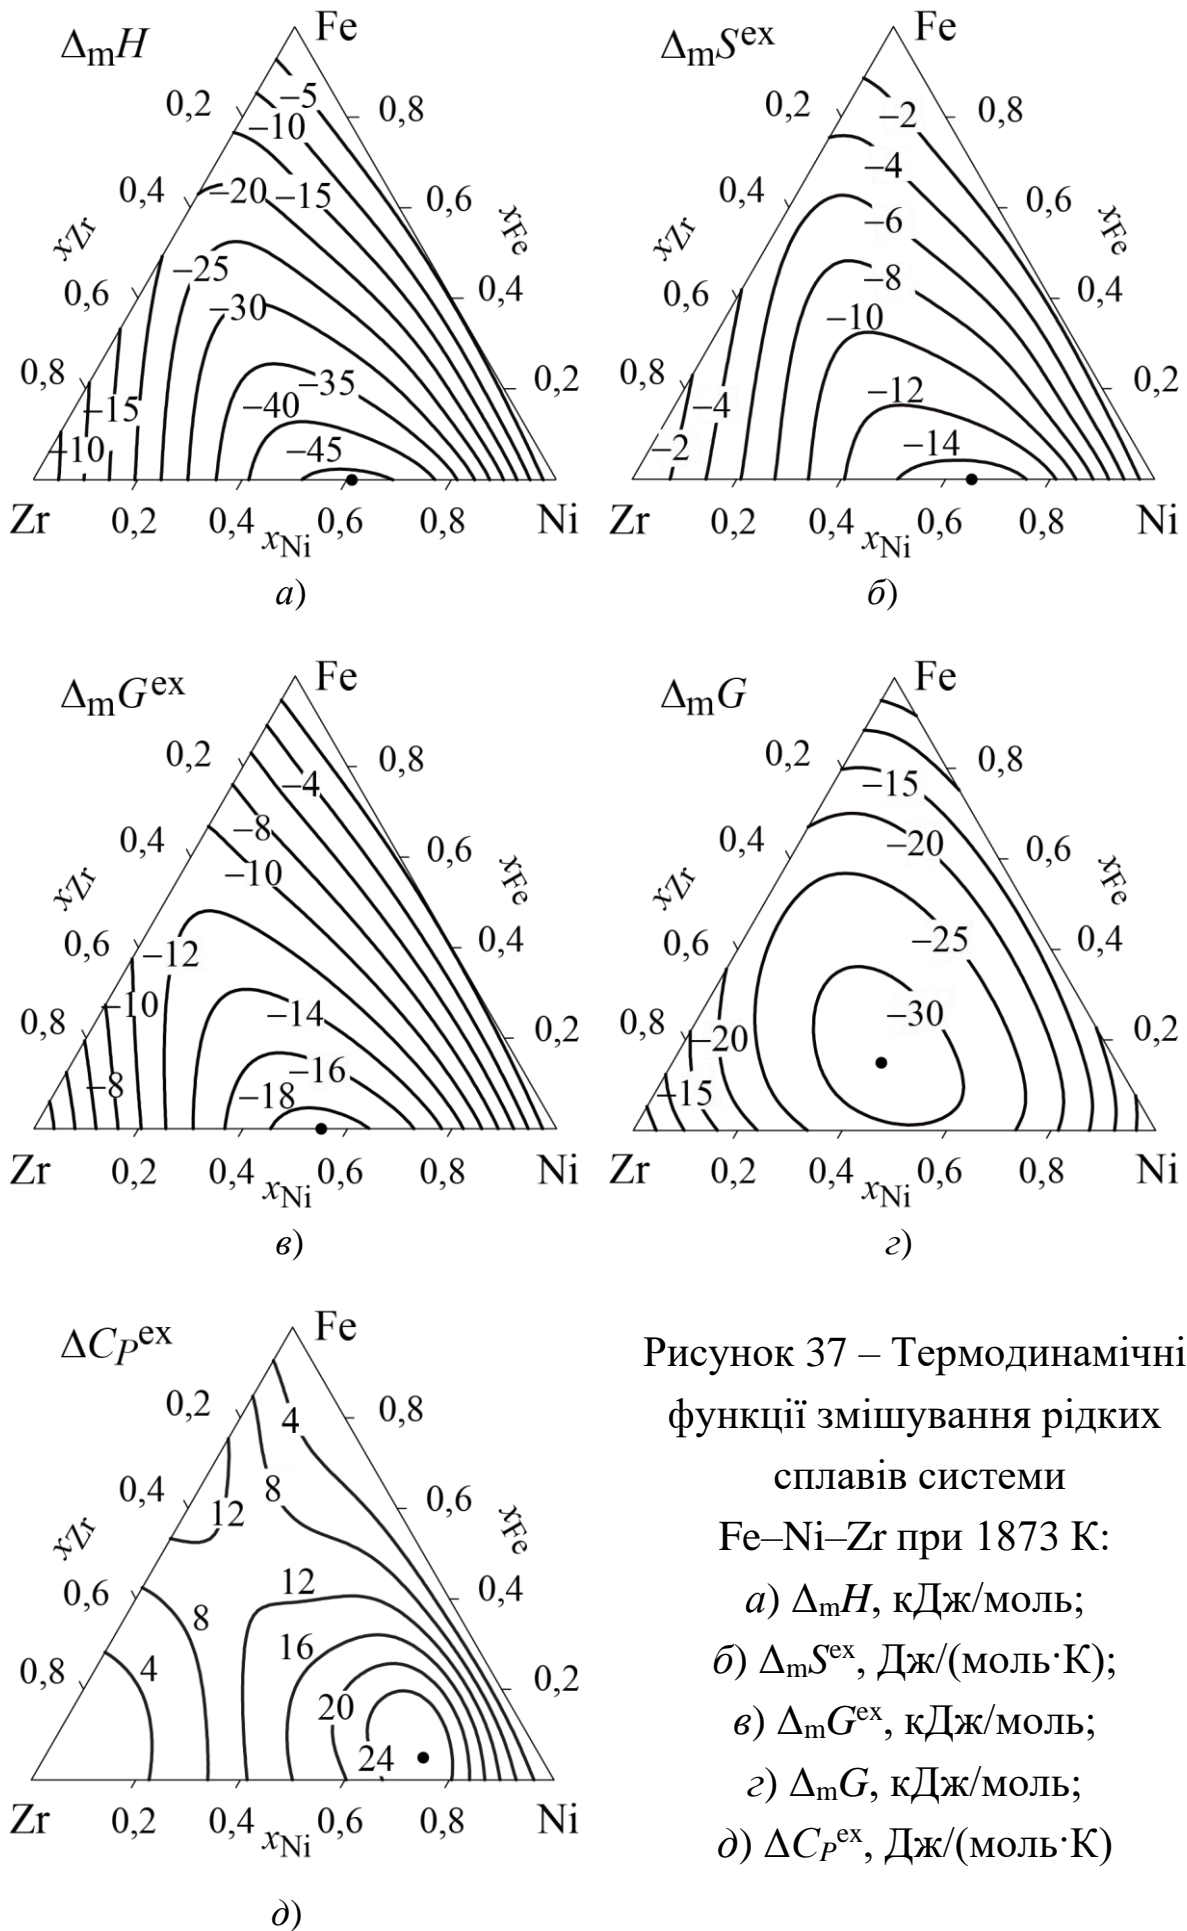 ΔmH
Fe
0,2
–5
0,8
–10
0,4
–20
–15
0,6
xZr
xFe
–25
0,6
–30
0,4
0,8
–35
0,2
–15
–40
–10
–45
Zr
0,2
0,4
xNi
0,6
0,8
Ni
а)
ΔmSex
Fe
0,2
–2
0,8
–4
0,4
0,6
xZr
–6
xFe
0,6
–8
0,4
–10
0,8
–12
0,2
–4
–2
–14
Zr
0,2
0,4
xNi
0,6
0,8
Ni
б)
ΔmGex
Fe
0,2
–4
0,8
–8
0,4
–10
0,6
xZr
xFe
0,6
–12
0,4
–10
–14
0,8
0,2
–8
–16
–18
Zr
0,2
0,4
xNi
0,6
0,8
Ni
в)
ΔmG
Fe
0,2
–15
0,8
0,4
–20
0,6
xZr
xFe
0,6
–25
0,4
0,8
–20
–30
0,2
–15
Zr
0,2
0,4
xNi
0,6
0,8
Ni
г)
ΔCPex
Fe
0,2
4
0,8
0,4
12
8
0,6
xZr
xFe
0,6
8
12
0,4
0,8
4
16
0,2
20
24
Zr
0,2
0,4
xNi
0,6
0,8
Ni
д)
Рисунок 37 – Термодинамічні
функції змішування рідких
сплавів системи
Fe–Ni–Zr при 1873 К:
а) ΔmH, кДж/моль;
б) ΔmSex, Дж/(моль·К);
в) ΔmGex, кДж/моль;
г) ΔmG, кДж/моль;
д) ΔCPex, Дж/(моль·К)